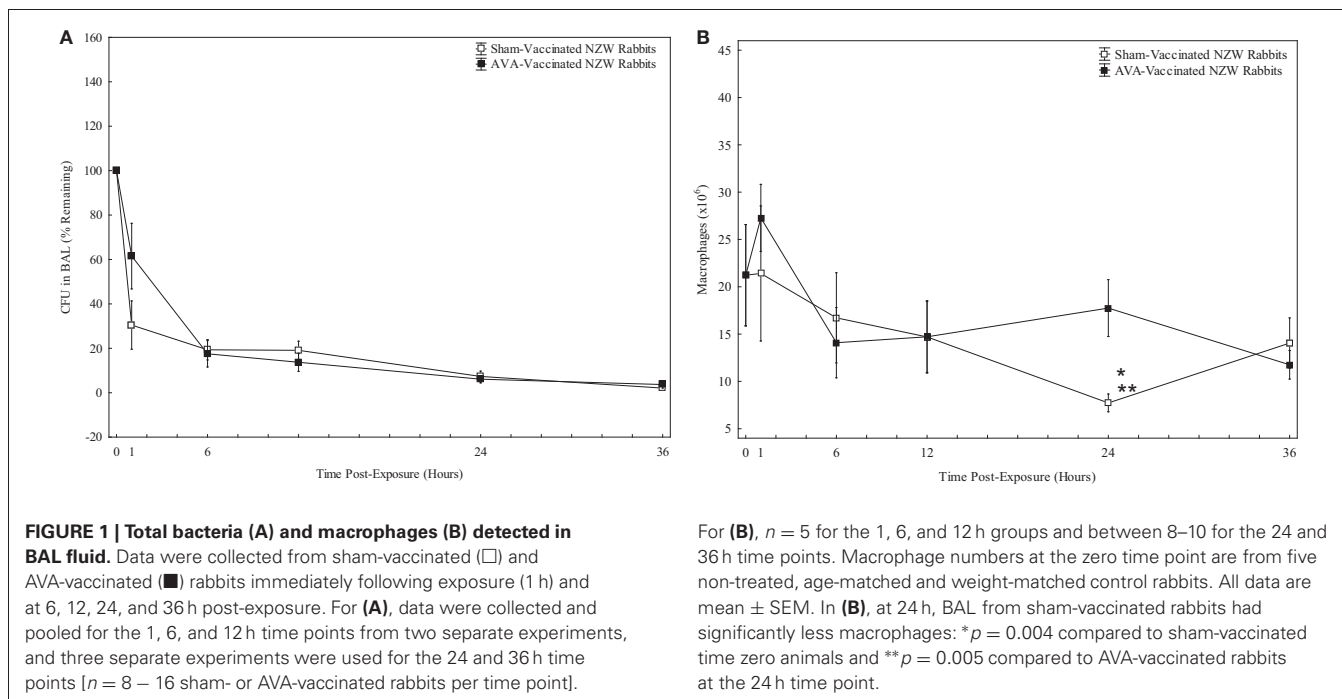 A
160
140
120
100
80
60
40
20
0
-20
CFU in BAL (% Remaining)
Sham-Vaccinated NZW Rabbits
AVA-Vaccinated NZW Rabbits
0 1 6 24 36
Time Post-Exposure (Hours)
B
45
40
35
30
25
20
15
10
5
Macrophages (x10⁶)
Sham-Vaccinated NZW Rabbits
AVA-Vaccinated NZW Rabbits
*
**
0 1 6 12 24 36
Time Post-Exposure (Hours)
FIGURE 1 | Total bacteria (A) and macrophages (B) detected in
BAL fluid. Data were collected from sham-vaccinated (□) and
AVA-vaccinated (■) rabbits immediately following exposure (1 h) and
at 6, 12, 24, and 36 h post-exposure. For (A), data were collected and
pooled for the 1, 6, and 12 h time points from two separate experiments,
and three separate experiments were used for the 24 and 36 h time
points [n = 8 – 16 sham- or AVA-vaccinated rabbits per time point].
For (B), n = 5 for the 1, 6, and 12 h groups and between 8–10 for the 24 and
36 h time points. Macrophage numbers at the zero time point are from five
non-treated, age-matched and weight-matched control rabbits. All data are
mean ± SEM. In (B), at 24 h, BAL from sham-vaccinated rabbits had
significantly less macrophages: *p = 0.004 compared to sham-vaccinated
time zero animals and **p = 0.005 compared to AVA-vaccinated rabbits
at the 24 h time point.